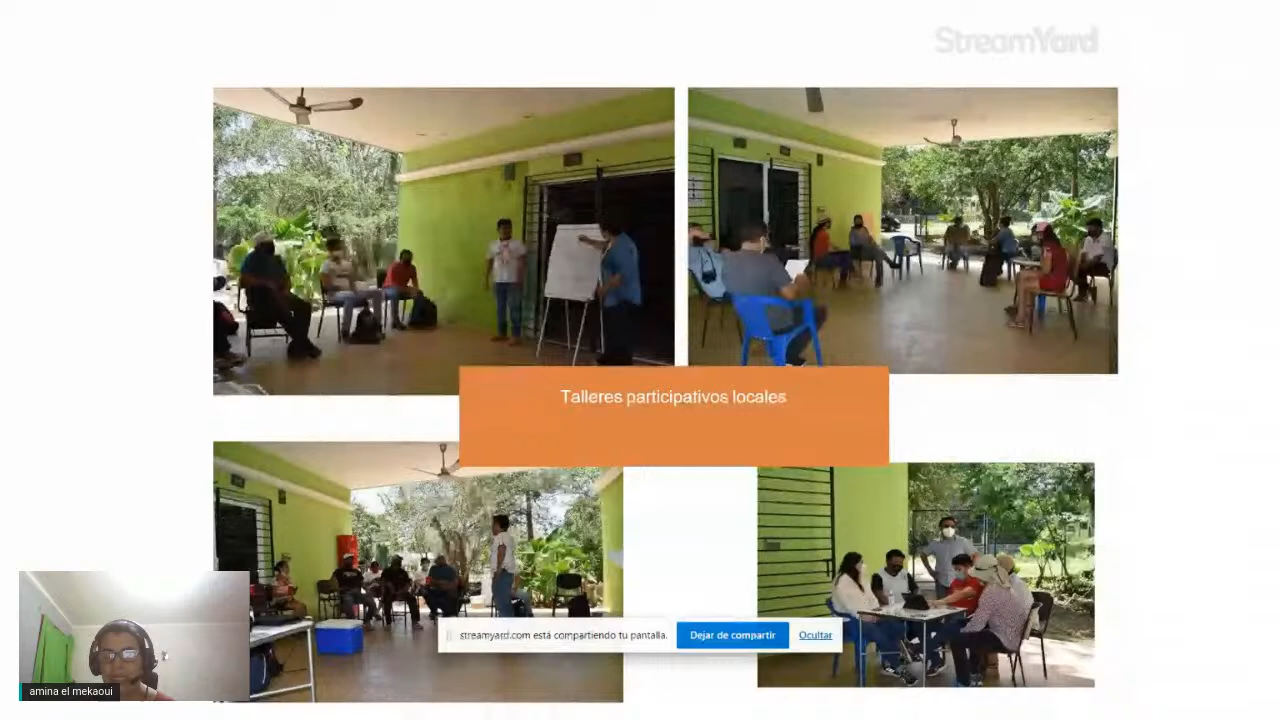 StreamYard
Talleres participativos locales
streamyard.com está compartiendo tu pantalla.
Dejar de compartir
Ocultar
amina el mekaoui